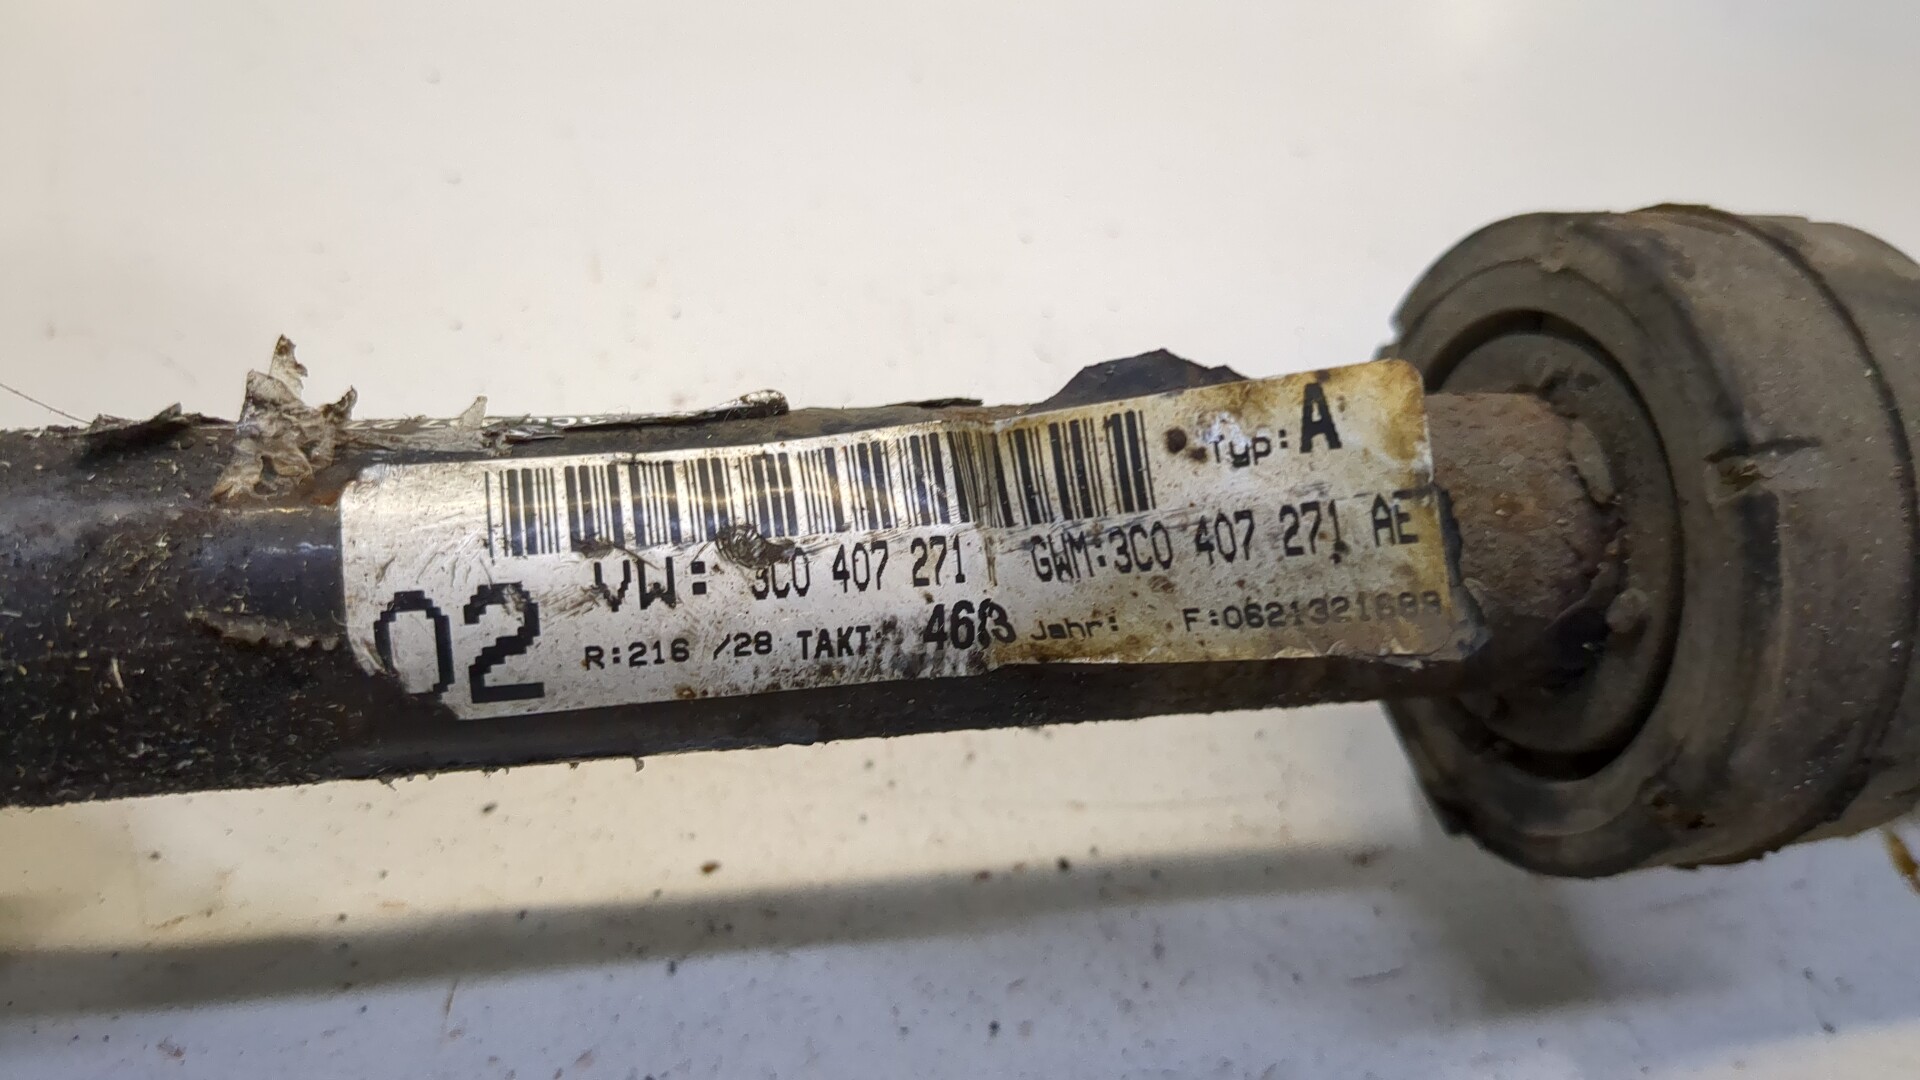 Typ: A
VW: 3C0 407 271 GWM:3C0 407 271 AE
02 R:216 /28 TAKT: Jahr: